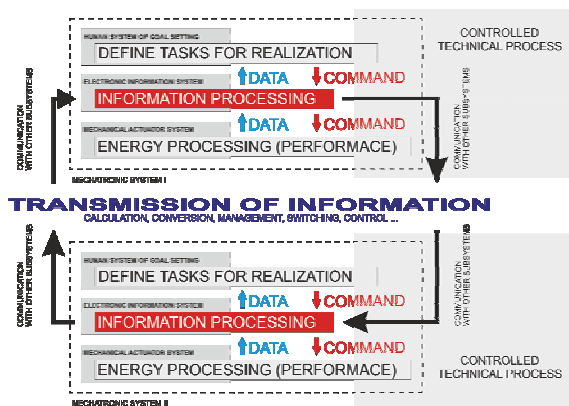 HUMAN SYSTEM OF GOAL SETTING
DEFINE TASKS FOR REALIZATION
CONTROLLED
TECHNICAL PROCESS
ELECTRONIC INFORMATION SYSTEM
DATA
COMMAND
INFORMATION PROCESSING
MECHANICAL ACTUATOR SYSTEM
DATA
COMMAND
ENERGY PROCESSING (PERFORMACE)
COMMUNICATION
WITH OTHER SUBSYSTEMS
COMMUNICATION
WITH OTHER SUBSYSTEMS
MECHATRONIC SYSTEM I
TRANSMISSION OF INFORMATION
CALCULATION, CONVERSION, MANAGEMENT, SWITCHING, CONTROL ...
COMMUNICATION
WITH OTHER SUBSYSTEMS
COMMUNICATION
WITH OTHER SUBSYSTEMS
HUMAN SYSTEM OF GOAL SETTING
DEFINE TASKS FOR REALIZATION
ELECTRONIC INFORMATION SYSTEM
DATA
COMMAND
INFORMATION PROCESSING
MECHANICAL ACTUATOR SYSTEM
DATA
COMMAND
ENERGY PROCESSING (PERFORMACE)
CONTROLLED
TECHNICAL PROCESS
MECHATRONIC SYSTEM II